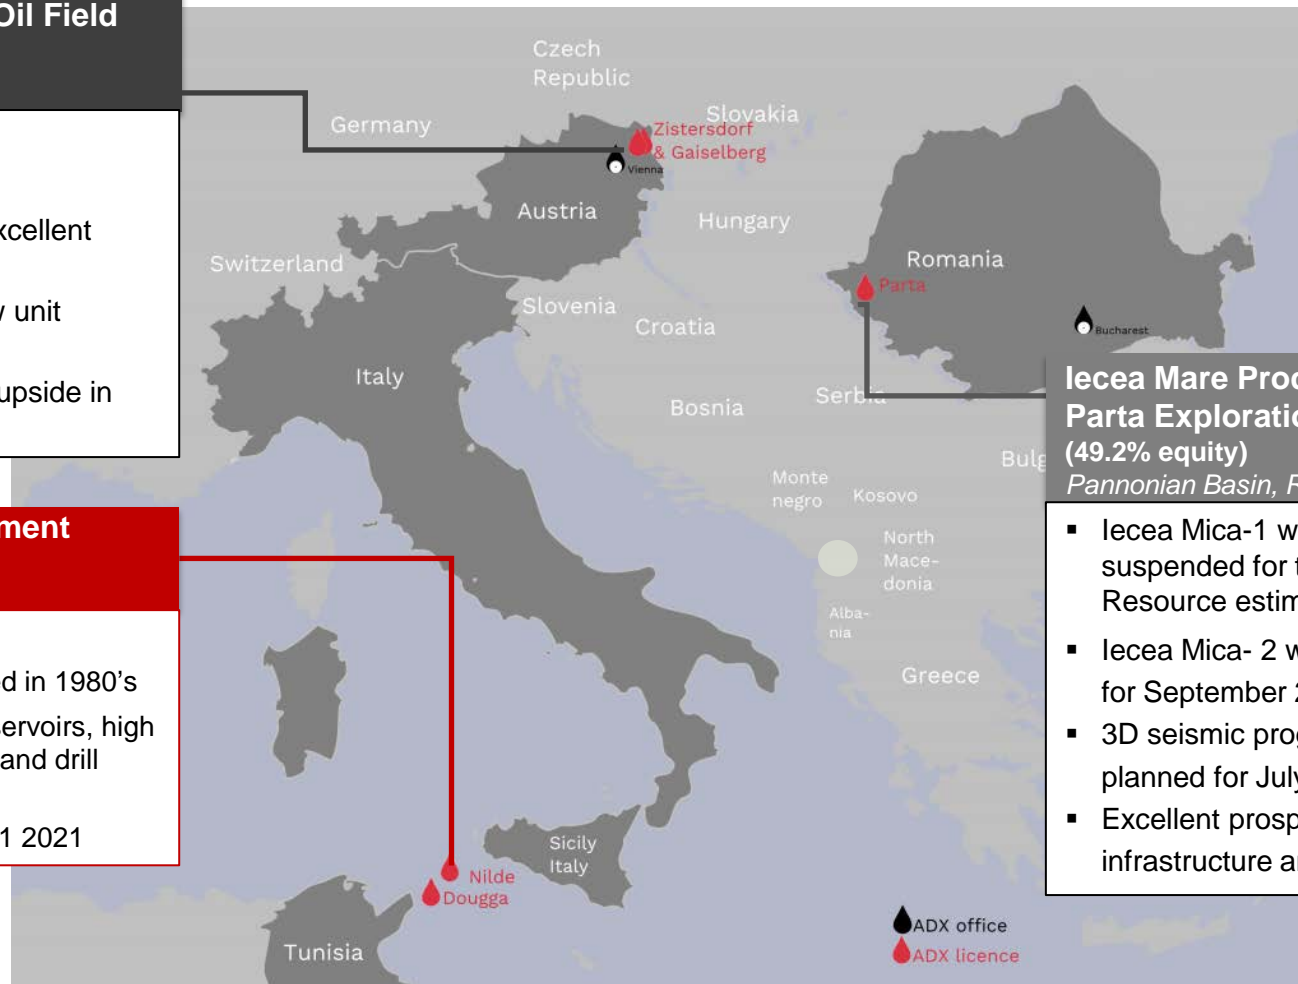 Oil Field
xcellent
unit
upside in
ment
ed in 1980's
servoirs, high
and drill
1 2021
Czech
Republic
Germany
Slovakia
Zistersdorf
& Gaiselberg
Vienna
Austria
Hungary
Switzerland
Romania
Parta
Slovenia
Croatia
Bucharest
Italy
Bosnia
Serbia
Bulg
Monte
negro
Kosovo
North
Mace-
donia
Alba-
nia
Greece
Sicily
Italy
Nilde
Dougga
Tunisia
ADX office
ADX licence
Iecea Mare Prod
Parta Exploratio
(49.2% equity)
Pannonian Basin, R
▪ Iecea Mica-1 w
suspended for t
Resource estim
▪ Iecea Mica- 2 w
for September 2
▪ 3D seismic prog
planned for July
▪ Excellent prosp
infrastructure ar